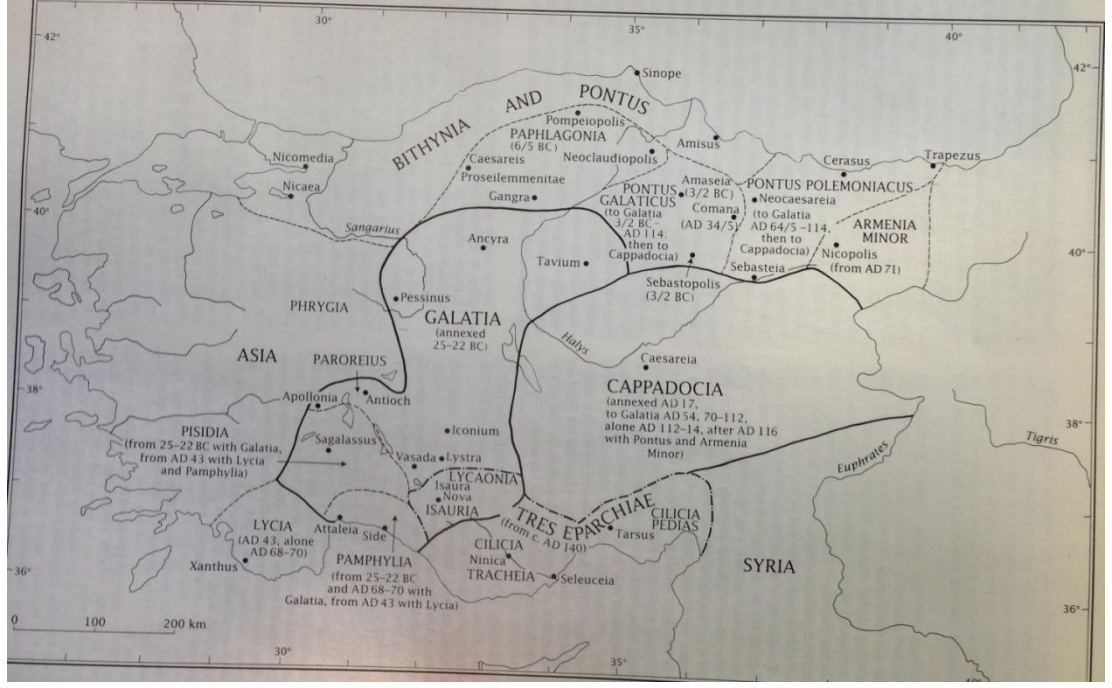 30°
35°
40°
42°
42°
Sinope
BITHYNIA AND PONTUS
Pompeiopolis
PAPHLAGONIA
(6/5 BC)
Amisus
Nicomedia
Caesareis
Proseilemmenitae
Neoclaudiopolis
Cerasus
Trapezus
Nicaea
Gangra
PONTUS
GALATICUS
(to Galatia
3/2 BC–
AD 114,
then to
Cappadocia)
Amaseia
(3/2 BC)
Comana
(AD 34/5)
PONTUS POLEMONIACUS
Neocaesareia
(to Galatia
AD 64/5 –114,
then to
Cappadocia)
ARMENIA
MINOR
Nicopolis
(from AD 71)
40°
40°
Sangarius
Ancyra
Tavium
Sebastopolis
(3/2 BC)
Sebasteia
Pessinus
PHRYGIA
GALATIA
(annexed
25–22 BC)
Halys
ASIA
PAROREIUS
Caesareia
CAPPADOCIA
(annexed AD 17,
to Galatia AD 54, 70–112,
alone AD 112–14, after AD 116
with Pontus and Armenia
Minor)
38°
38°
Apollonia
Antioch
PISIDIA
(from 25–22 BC with Galatia,
from AD 43 with Lycia
and Pamphylia)
Sagalassus
Iconium
Vasada
Lystra
LYCAONIA
Isaura
Nova
ISAURIA
Euphrates
Tigris
TRES EPARCHIAE
(from c. AD 140)
CILICIA
PEDIAS
Tarsus
LYCIA
(AD 43, alone
AD 68–70)
Attaleia
Side
Xanthus
PAMPHYLIA
(from 25–22 BC
and AD 68–70 with
Galatia, from AD 43 with Lycia)
CILICIA
Ninica
TRACHEIA
Seleuceia
SYRIA
36°
36°
0 100 200 km
30°
35°
40°